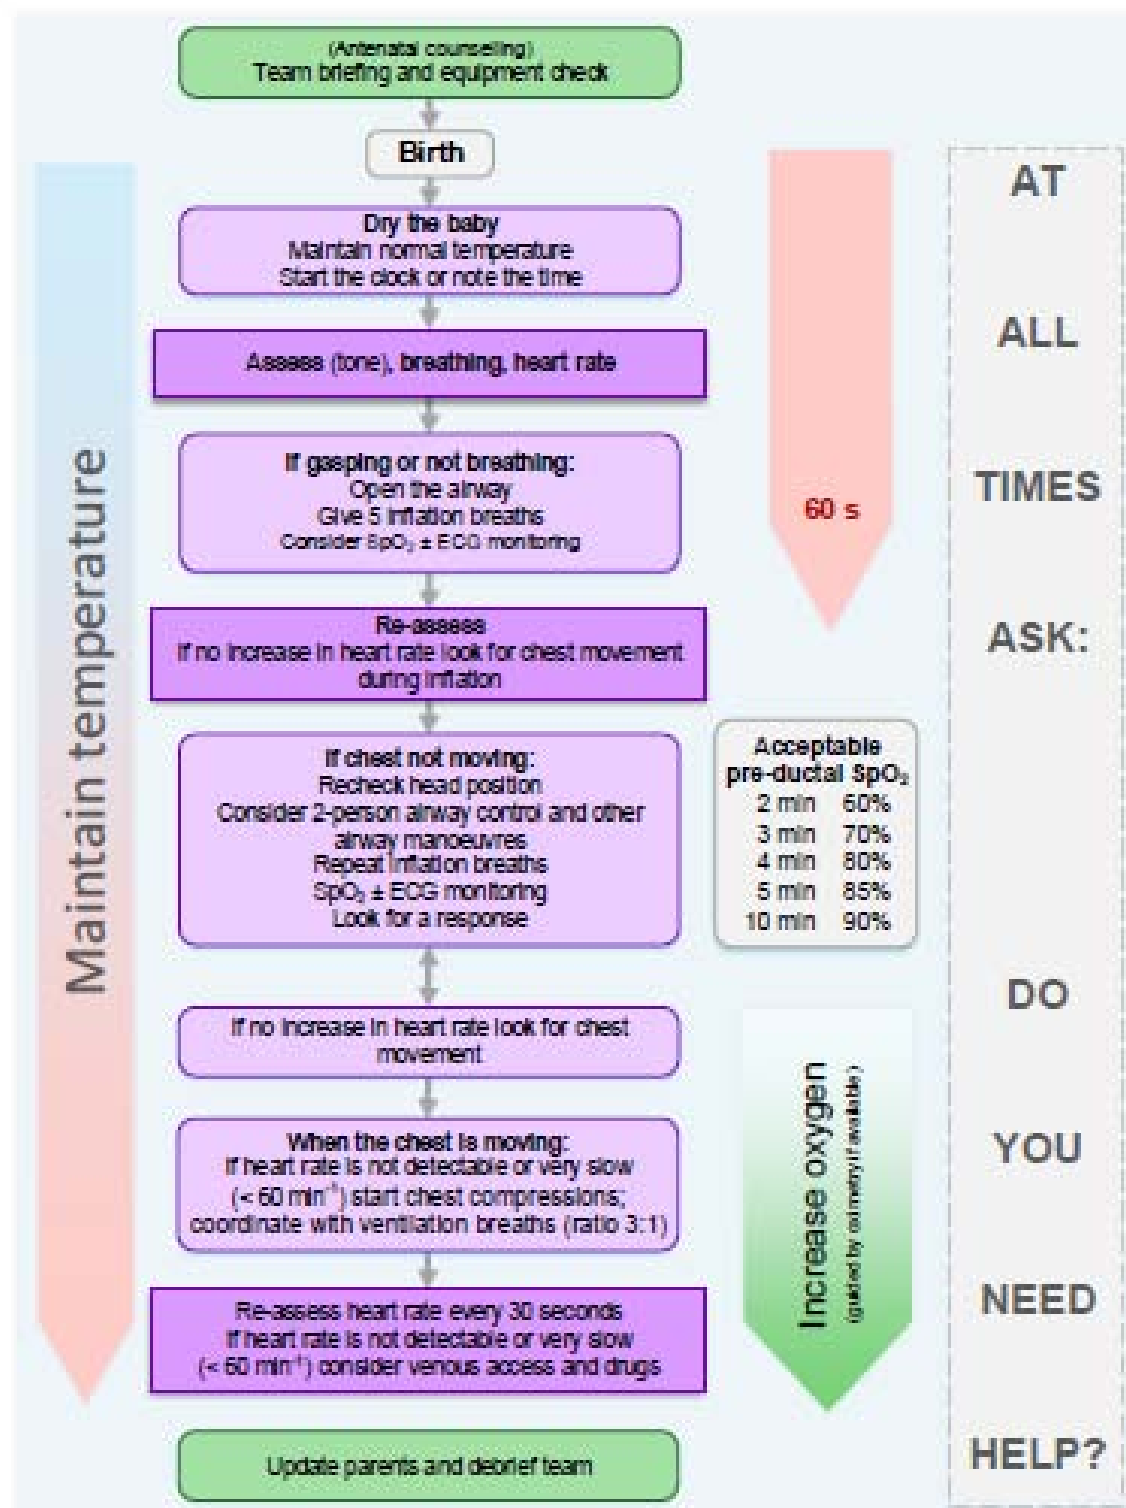 (Antenatal counselling)
Team briefing and equipment check
Birth
Dry the baby
Maintain normal temperature
Start the clock or note the time
Assess (tone), breathing, heart rate
If gasping or not breathing:
Open the airway
Give 5 inflation breaths
Consider SpO₂ ± ECG monitoring
Re-assess
If no increase in heart rate look for chest movement
during inflation
If chest not moving:
Recheck head position
Consider 2-person airway control and other
airway manoeuvres
Repeat inflation breaths
SpO₂ ± ECG monitoring
Look for a response
If no increase in heart rate look for chest
movement
When the chest is moving:
If heart rate is not detectable or very slow
(< 60 min⁻¹) start chest compressions;
coordinate with ventilation breaths (ratio 3:1)
Re-assess heart rate every 30 seconds
If heart rate is not detectable or very slow
(< 60 min⁻¹) consider venous access and drugs
Update parents and debrief team
Maintain temperature
60 s
Acceptable
pre-ductal SpO₂
2 min 60%
3 min 70%
4 min 80%
5 min 85%
10 min 90%
Increase oxygen
(guided by oximetry if available)
AT
ALL
TIMES
ASK:
DO
YOU
NEED
HELP?